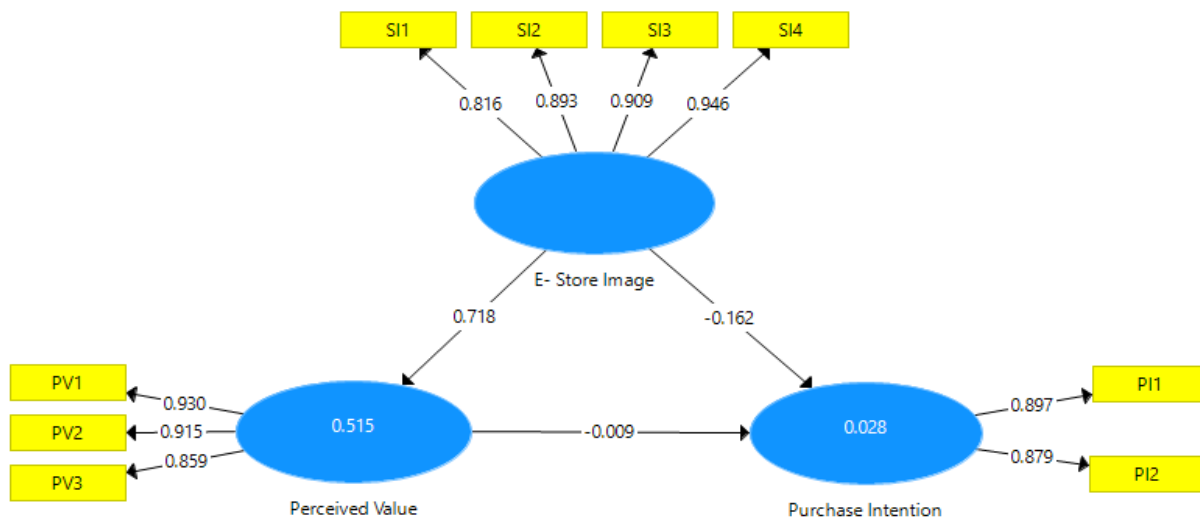 SI1 SI2 SI3 SI4
0.816 0.893 0.909 0.946
E- Store Image
0.718 -0.162
PV1
0.930
PV2
0.915
PV3
0.859
0.515
-0.009
0.028
0.897
PI1
0.879
PI2
Perceived Value
Purchase Intention